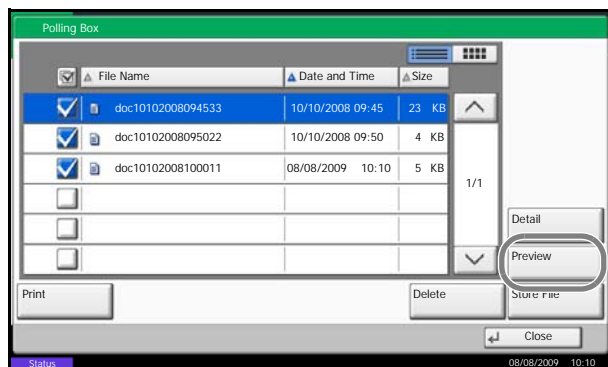 Polling Box
File Name Date and Time Size
doc10102008094533 10/10/2008 09:45 23 KB
doc10102008095022 10/10/2008 09:50 4 KB
doc10102008100011 08/08/2009 10:10 5 KB
1/1
Detail
Preview
Print Delete Store File
Close
Status 08/08/2009 10:10